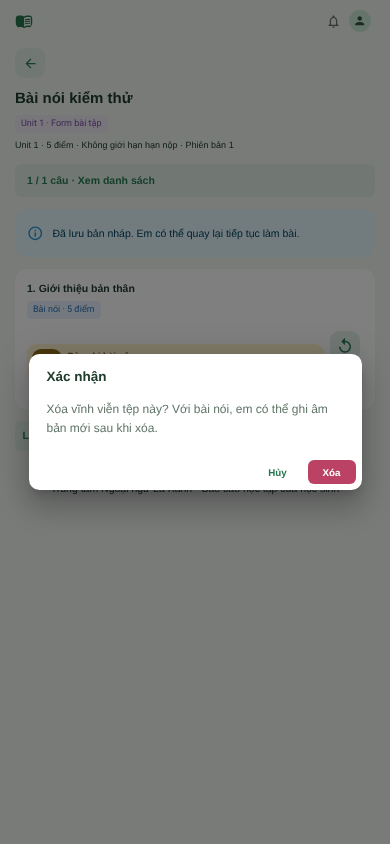 Bài nói kiểm thử
Unit 1 · Form bài tập
Unit 1 · 5 điểm · Không giới hạn hạn nộp · Phiên bản 1
1 / 1 câu · Xem danh sách
Đã lưu bản nháp. Em có thể quay lại tiếp tục làm bài.
1. Giới thiệu bản thân
Bài nói · 5 điểm
Xác nhận
Xóa vĩnh viễn tệp này? Với bài nói, em có thể ghi âm
bản mới sau khi xóa.
Hủy
Xóa